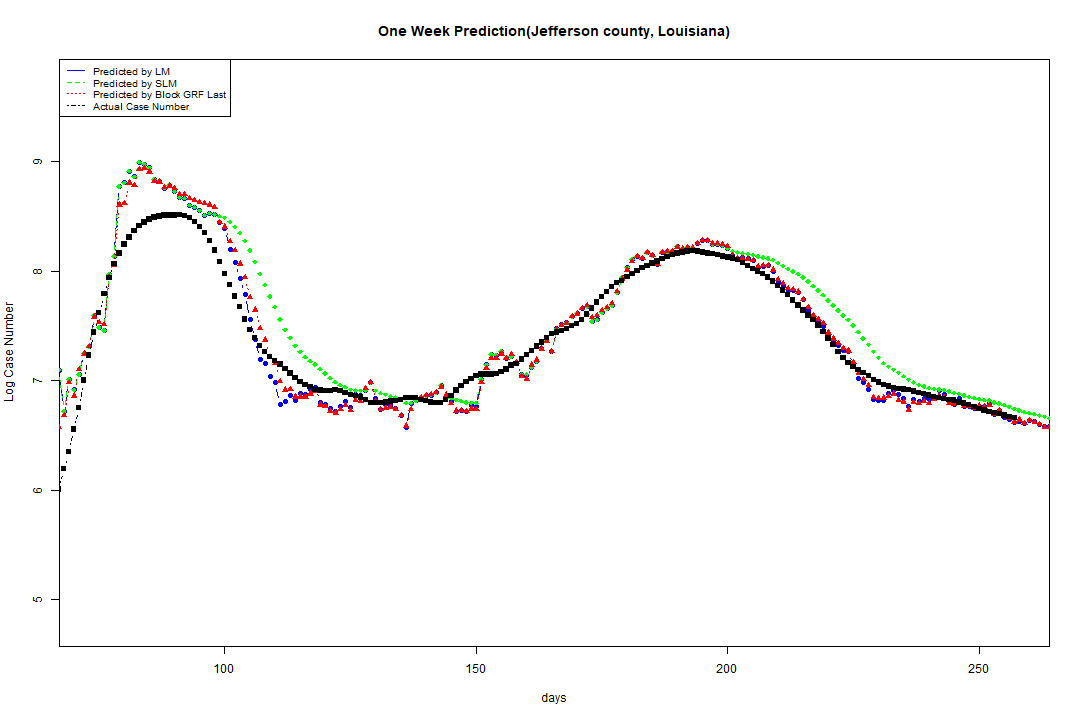 One Week Prediction(Jefferson county, Louisiana)
Predicted by LM
Predicted by SLM
Predicted by Block GRF Last
Actual Case Number
9
8
7
6
5
Log Case Number
100 150 200 250
days